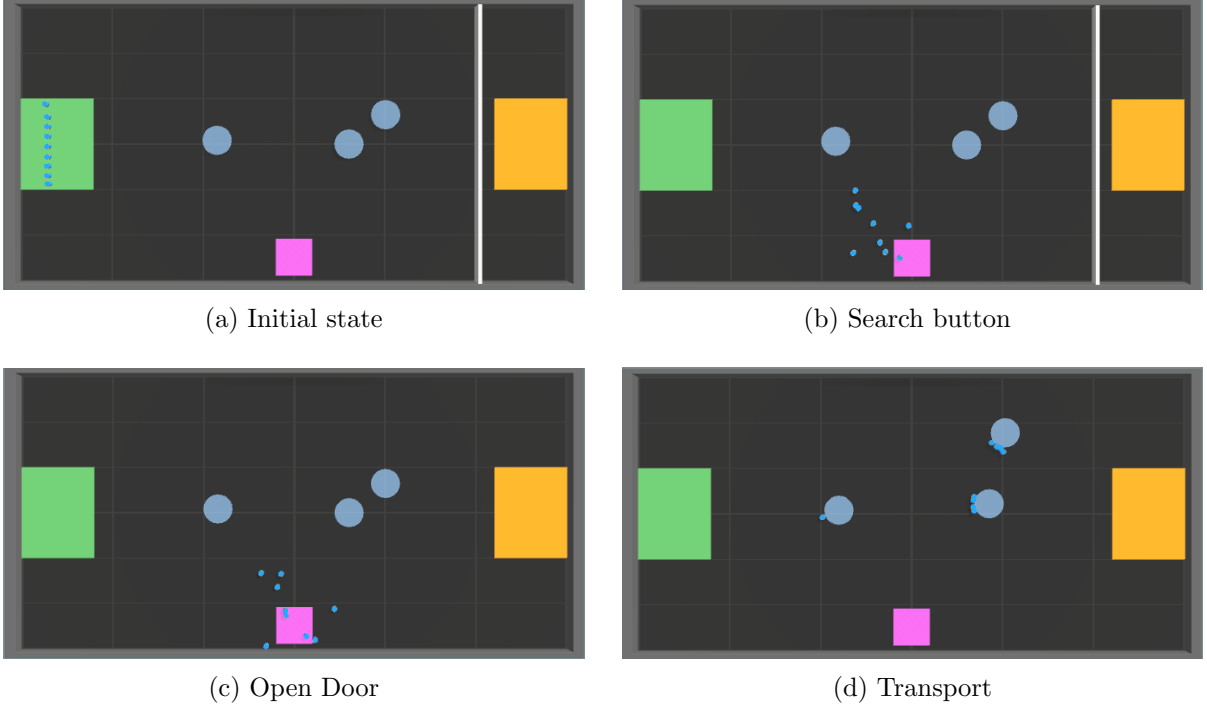 (a) Initial state
(b) Search button
(c) Open Door
(d) Transport